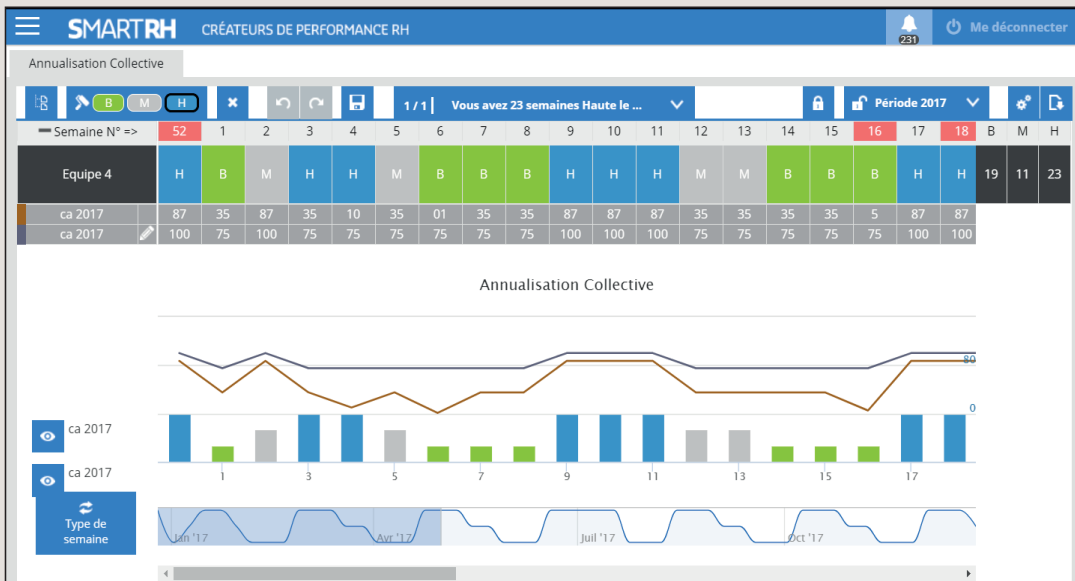 SMARTRH CRÉATEURS DE PERFORMANCE RH 231 Me déconnecter
Annualisation Collective
B M H 1 / 1 Vous avez 23 semaines Haute le ... Période 2017
Semaine N° => 52 1 2 3 4 5 6 7 8 9 10 11 12 13 14 15 16 17 18 B M H
Equipe 4 H B M H H M B B B H H H M M B B B H H 19 11 23
ca 2017 87 35 87 35 10 35 01 35 35 87 87 87 35 35 35 35 5 87 87
ca 2017 100 75 100 75 75 75 75 75 75 100 100 100 75 75 75 75 75 100 100
Annualisation Collective
80
0
ca 2017
1 3 5 7 9 11 13 15 17
ca 2017
Type de
semaine
Jan '17 Avr '17 Juil '17 Oct '17